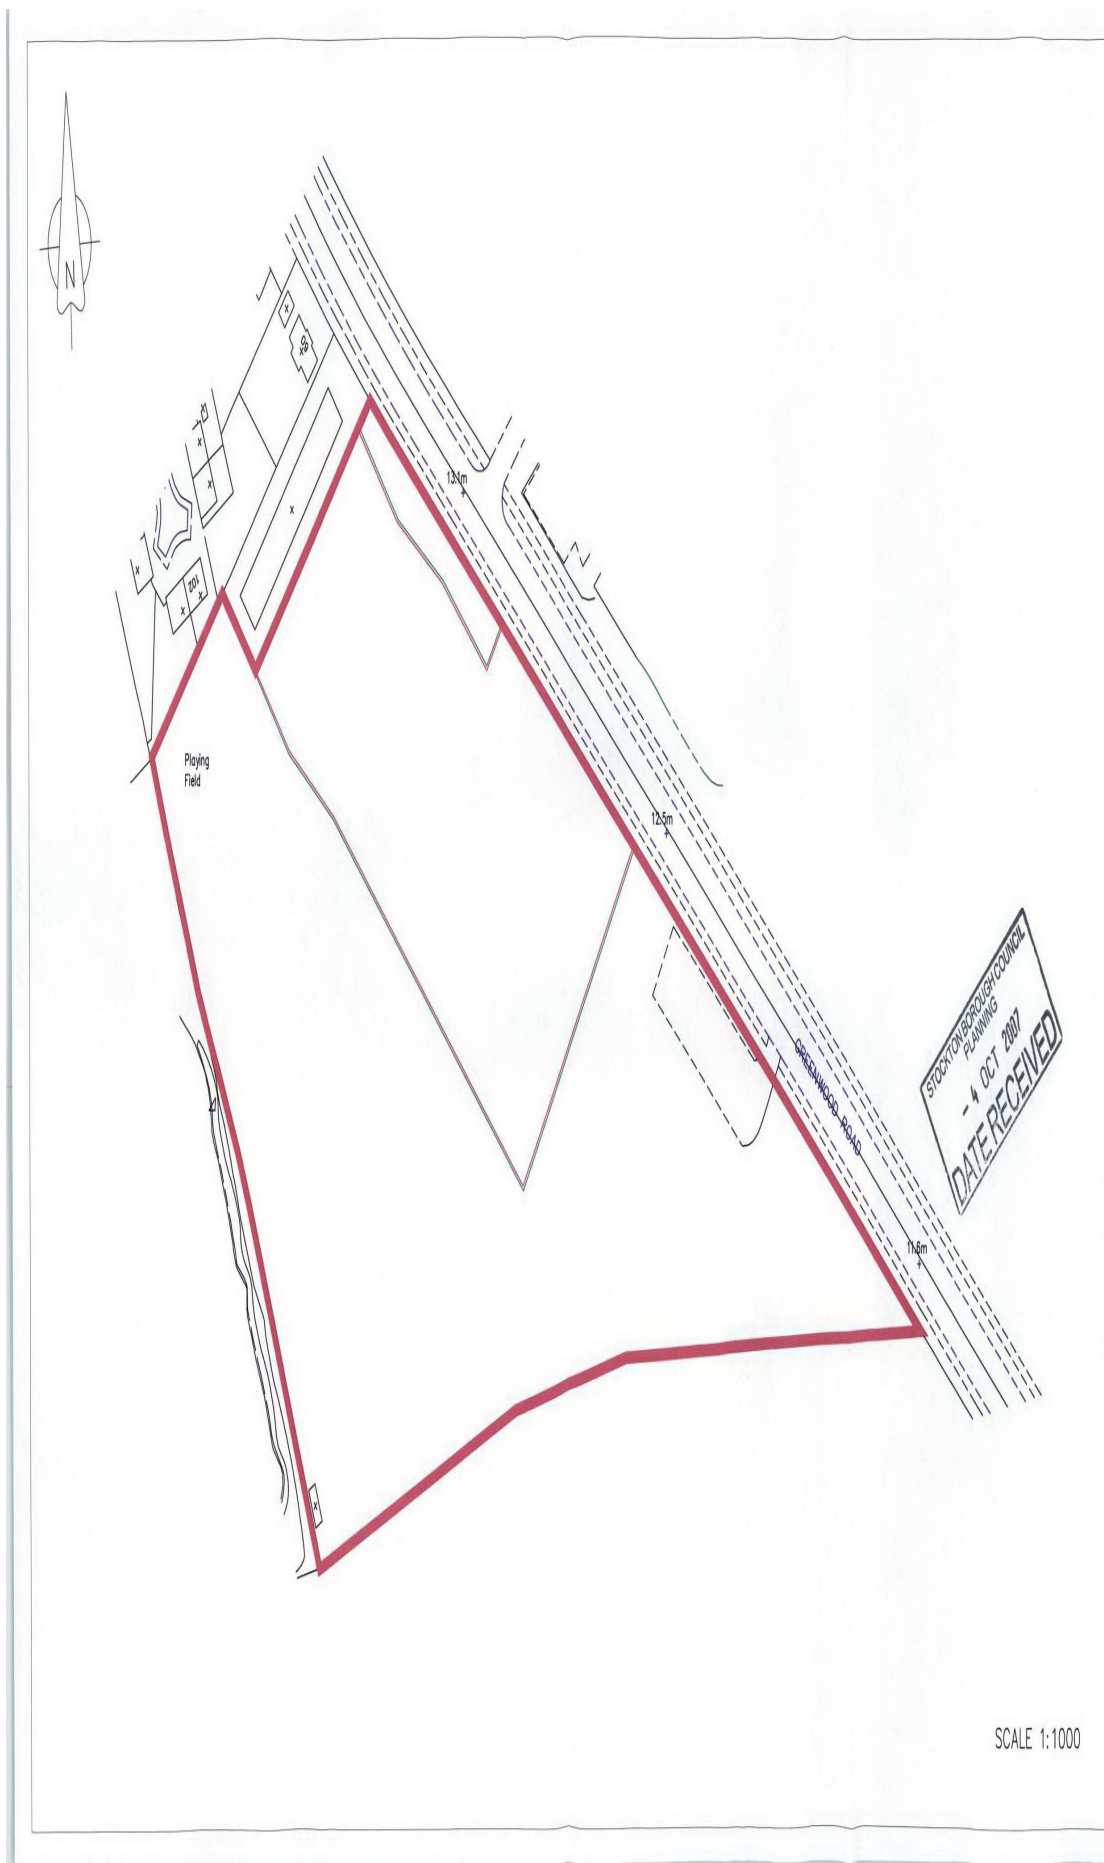 N
13.1m
102
Playing
Field
12.5m
GREENWOOD ROAD
STOCKTON BOROUGH COUNCIL
PLANNING
- 4 OCT 2007
DATE RECEIVED
11.6m
SCALE 1:1000